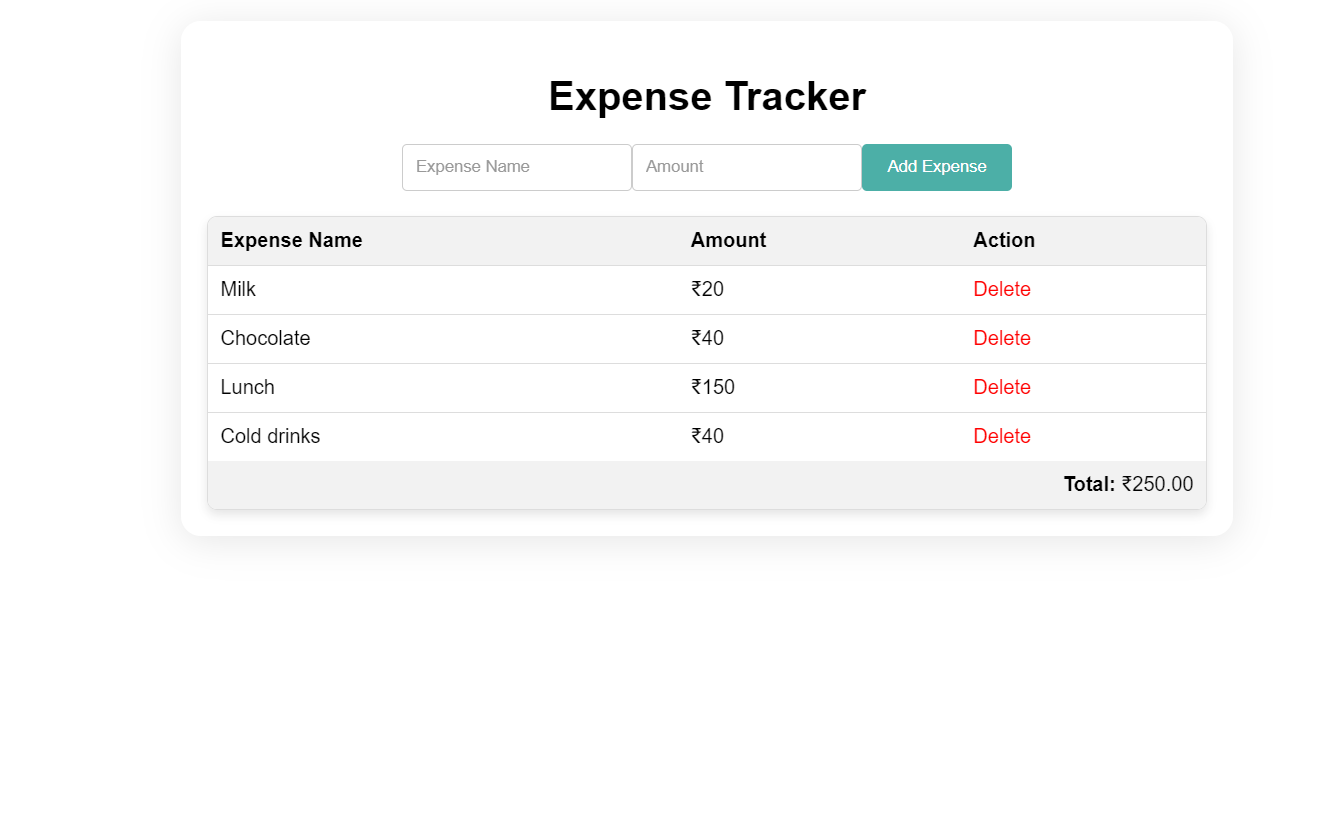 Expense Tracker
Expense Name Amount Add Expense
Expense Name Amount Action
Milk ₹20 Delete
Chocolate ₹40 Delete
Lunch ₹150 Delete
Cold drinks ₹40 Delete
Total: ₹250.00